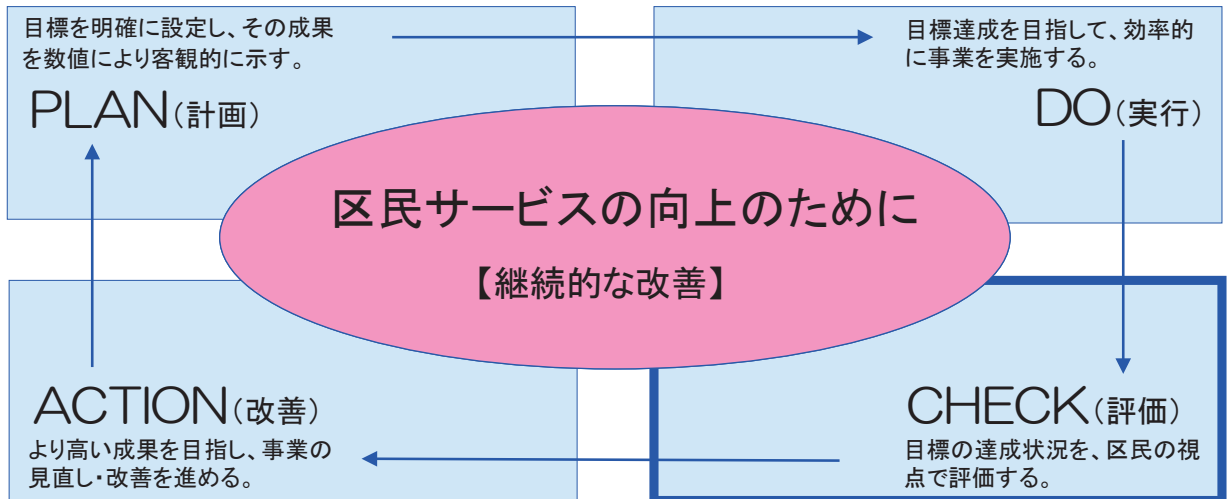 目標を明確に設定し、その成果
を数値により客観的に示す。
PLAN(計画)
目標達成を目指して、効率的
に事業を実施する。
DO(実行)
区民サービスの向上のために
【継続的な改善】
ACTION(改善)
より高い成果を目指し、事業の
見直し・改善を進める。
CHECK(評価)
目標の達成状況を、区民の視
点で評価する。